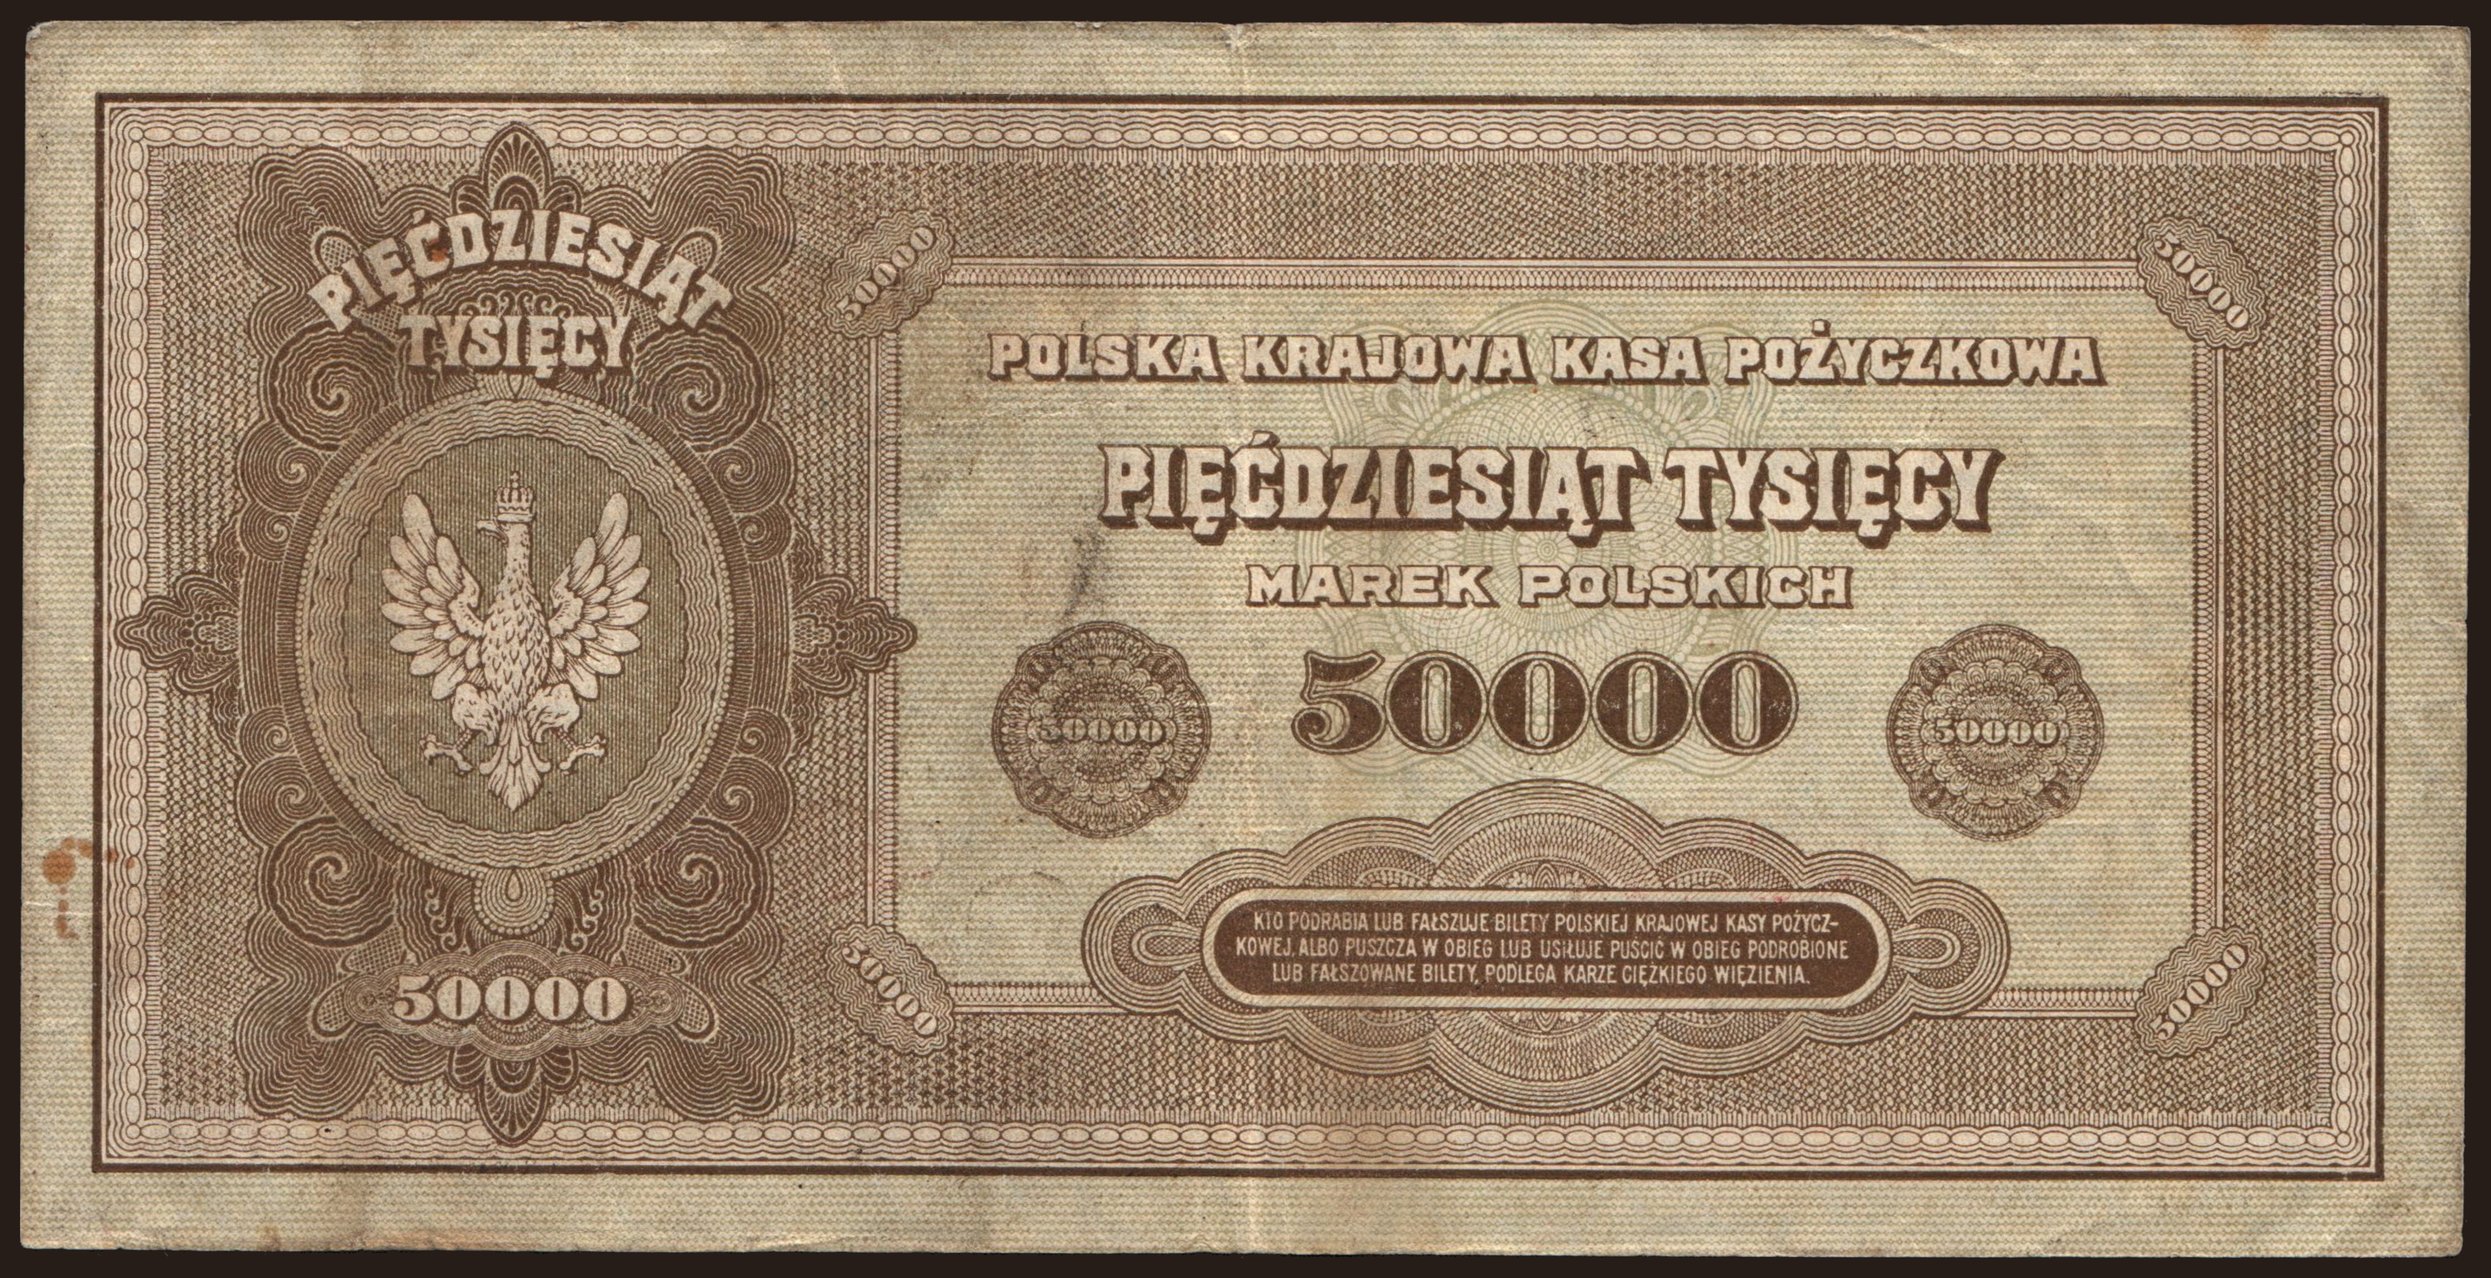 PIĘĆDZIESIĄT
TYSIĘCY
50000
50000
50000
POLSKA KRAJOWA KASA POŻYCZKOWA
PIĘĆDZIESIĄT TYSIĘCY
MAREK POLSKICH
50000
50000
50000
KTO PODRABIA LUB FAŁSZUJE BILETY POLSKIEJ KRAJOWEJ KASY POŻYCZ-
KOWEJ, ALBO PUSZCZA W OBIEG LUB USIŁUJE PUŚCIĆ W OBIEG PODROBIONE
LUB FAŁSZOWANE BILETY, PODLEGA KARZE CIĘŻKIEGO WIĘZIENIA.
50000
50000
50000